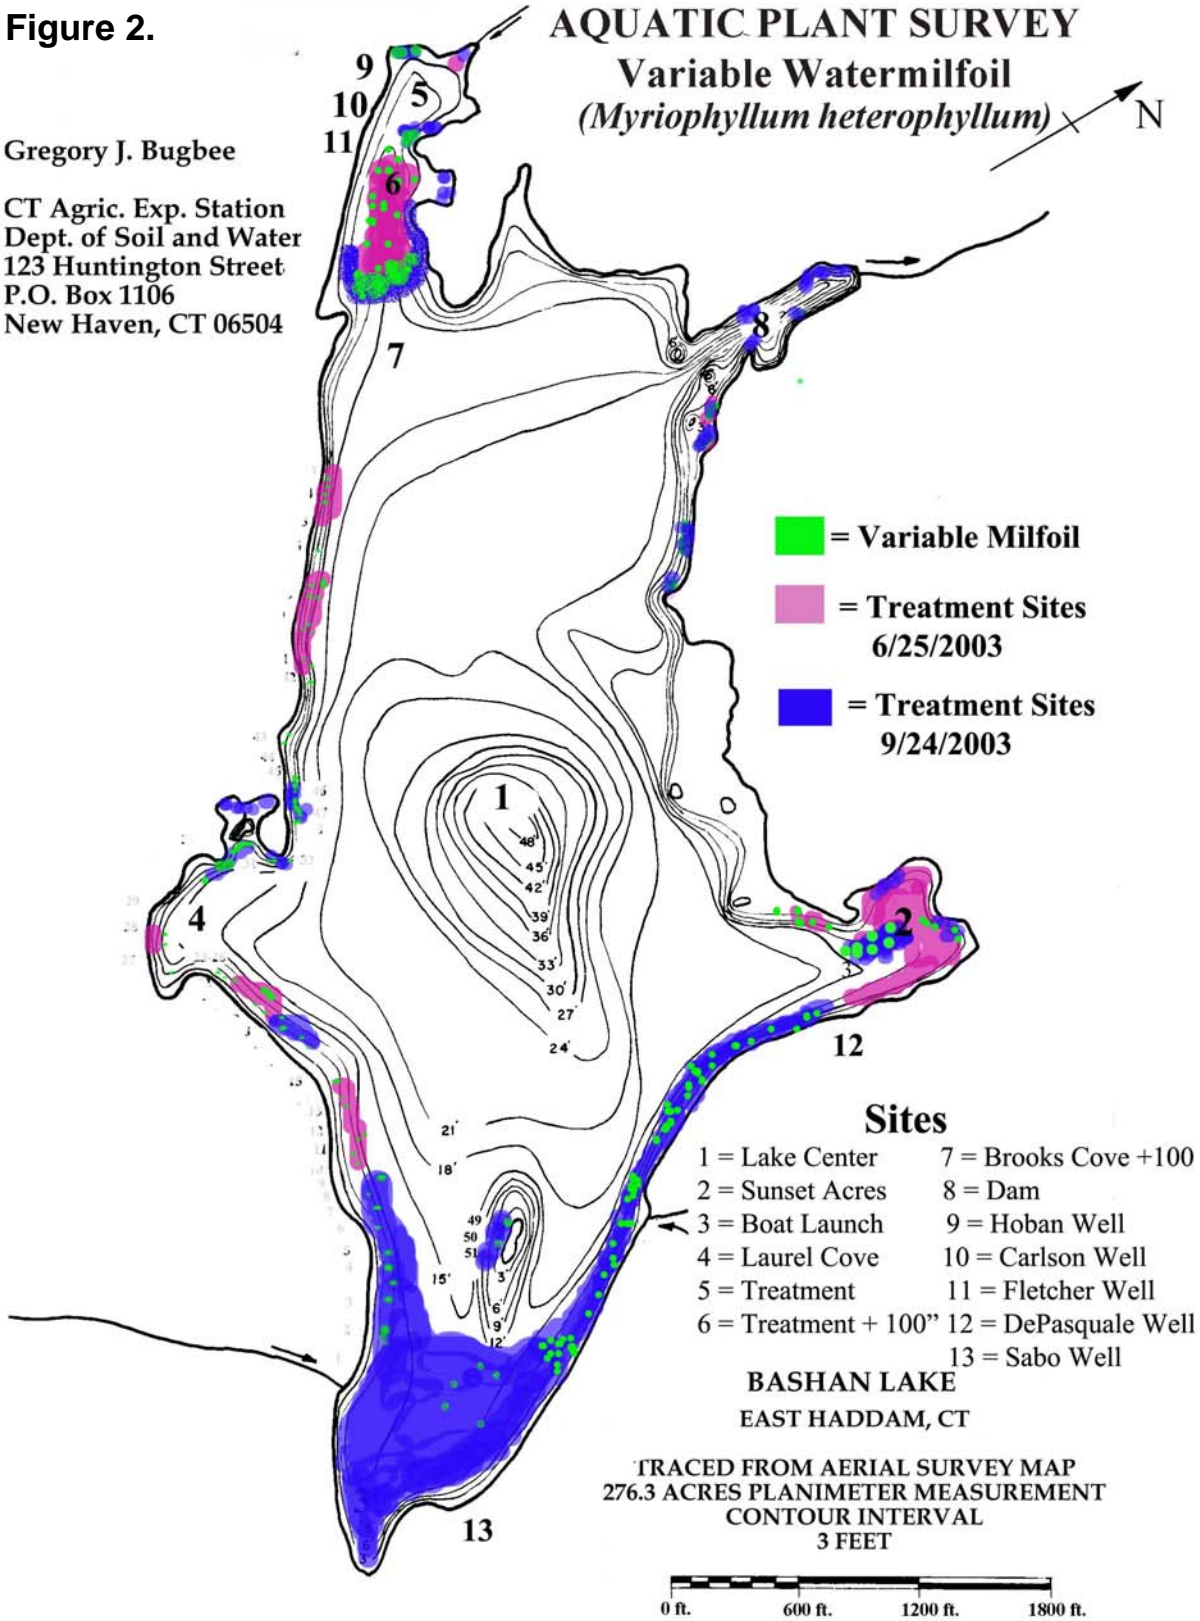 Figure 2.
AQUATIC PLANT SURVEY
Variable Watermilfoil
(Myriophyllum heterophyllum)
N
Gregory J. Bugbee
CT Agric. Exp. Station
Dept. of Soil and Water
123 Huntington Street
P.O. Box 1106
New Haven, CT 06504
9
10
11
5
6
7
8
= Variable Milfoil
= Treatment Sites
6/25/2003
= Treatment Sites
9/24/2003
1
48'
45'
42'
39'
36'
33'
30'
27'
24'
21'
18'
15'
4
2
3
12
49
50
51
3'
6'
9'
12'
13
Sites
1 = Lake Center
2 = Sunset Acres
3 = Boat Launch
4 = Laurel Cove
5 = Treatment
6 = Treatment + 100”
7 = Brooks Cove +100
8 = Dam
9 = Hoban Well
10 = Carlson Well
11 = Fletcher Well
12 = DePasquale Well
13 = Sabo Well
BASHAN LAKE
EAST HADDAM, CT
TRACED FROM AERIAL SURVEY MAP
276.3 ACRES PLANIMETER MEASUREMENT
CONTOUR INTERVAL
3 FEET
0 ft. 600 ft. 1200 ft. 1800 ft.